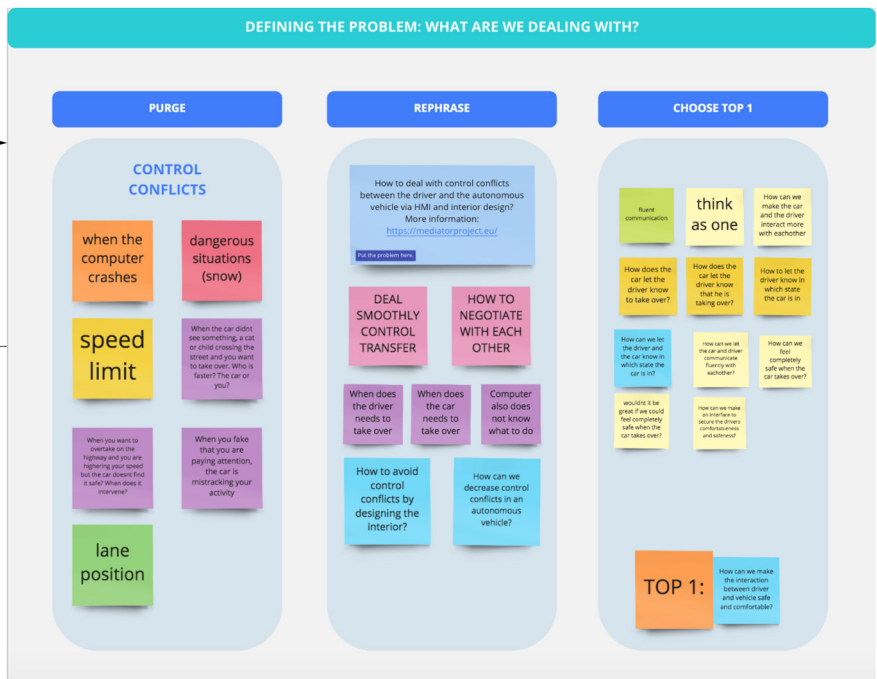 DEFINING THE PROBLEM: WHAT ARE WE DEALING WITH?
PURGE
CONTROL
CONFLICTS
when the
computer
crashes
dangerous
situations
(snow)
speed
limit
When the car didnt
see something, a cat
or child crossing the
street and you want
to take over. Who is
faster? The car or
you?
When you want to
overtake on the
highway and you are
highering your speed
but the car doesnt find
it safe? When does it
intervene?
When you fake
that you are
paying attention,
the car is
mistracking your
activity
lane
position
REPHRASE
How to deal with control conflicts
between the driver and the autonomous
vehicle via HMI and interior design?
More information:
https://mediatorproject.eu/
Put the problem here.
DEAL
SMOOTHLY
CONTROL
TRANSFER
HOW TO
NEGOTIATE
WITH EACH
OTHER
When does
the driver
needs to
take over
When does
the car
needs to
take over
Computer
also does
not know
what to do
How to avoid
control
conflicts by
designing the
interior?
How can we
decrease control
conflicts in an
autonomous
vehicle?
CHOOSE TOP 1
fluent
communication
think
as one
How can we
make the car
and the driver
interact more
with eachother
How does the
car let the
driver know
to take over?
How does the
car let the
driver know
that he is
taking over?
How to let the
driver know in
which state
the car is in
How can we let
the driver and
the car know in
which state the
car is in?
How can we let
the car and driver
communicate
fluently with
eachother?
How can we
feel
completely
safe when the
car takes over?
wouldnt it be
great if we could
feel completely
safe when the
car takes over?
How can we make
an interface to
secure the drivers
comfortableness
and safeness?
TOP 1:
How can we make
the interaction
between driver
and vehicle safe
and comfortable?